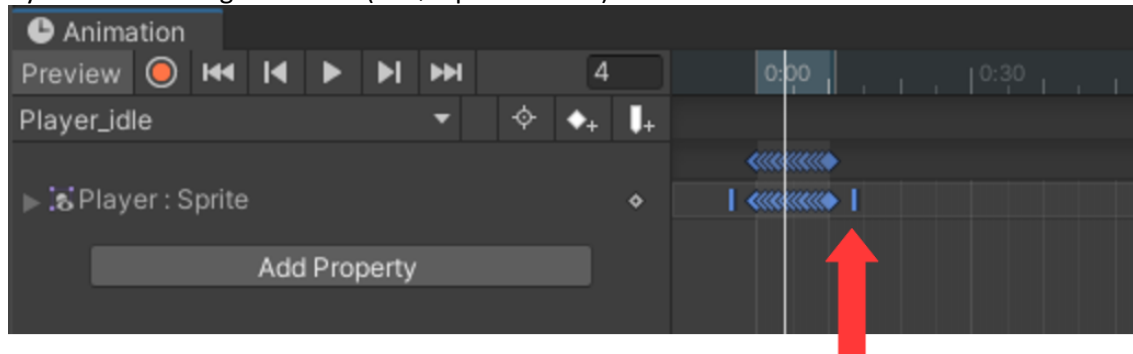 Animation
Preview 4 0:00 0:30
Player_idle
Player : Sprite
Add Property